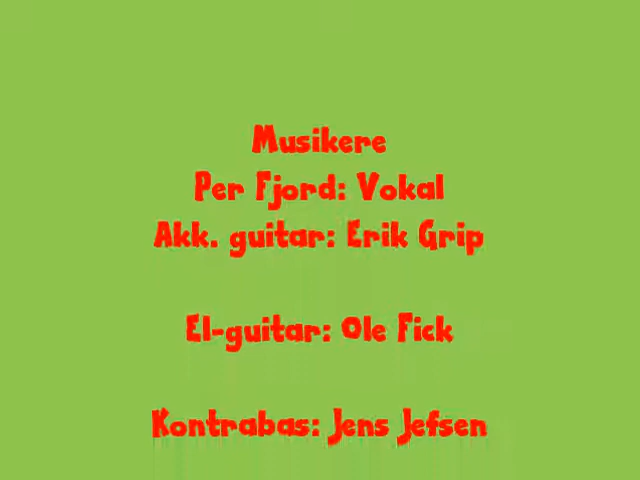 Musikere
Per Fjord: Vokal
Akk. guitar: Erik Grip
El-guitar: Ole Fick
Kontrabas: Jens Jefsen